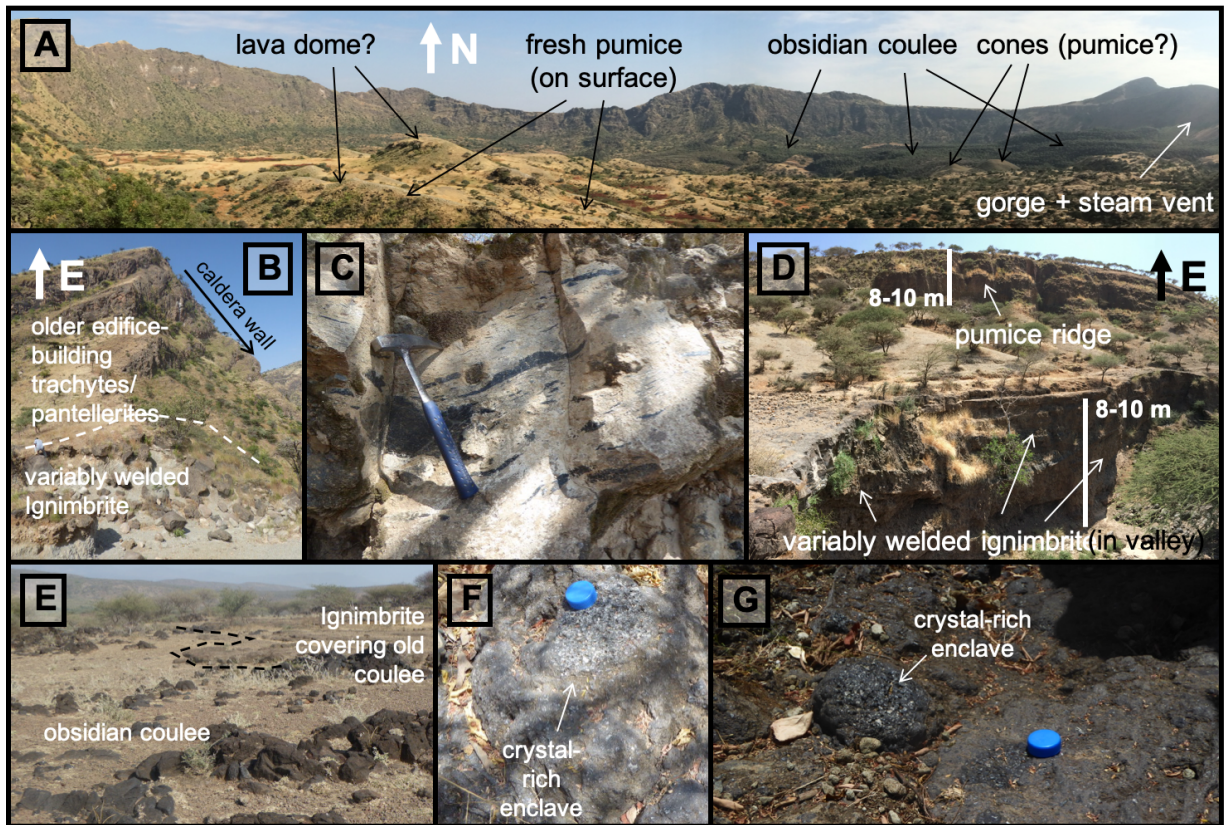 A
lava dome?
N
fresh pumice
(on surface)
obsidian coulee
cones (pumice?)
gorge + steam vent
B
E
caldera wall
older edifice-
building
trachytes/
pantellerites
variably welded
Ignimbrite
C
D
E
8-10 m
pumice ridge
8-10 m
variably welded ignimbrit(in valley)
E
Ignimbrite
covering old
coulee
obsidian coulee
F
crystal-
rich
enclave
G
crystal-rich
enclave